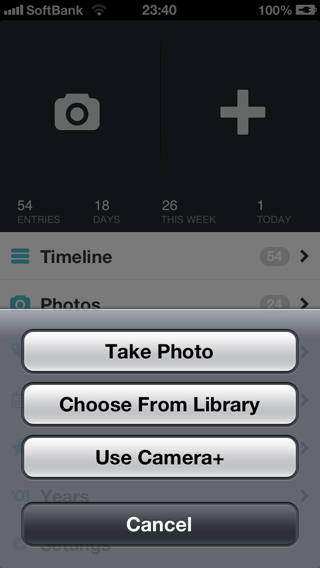 SoftBank 23:40 100%
54 18 26 1
ENTRIES DAYS THIS WEEK TODAY
Timeline 54
Photos 24
Take Photo
Choose From Library
Use Camera+
Years
Cancel
Settings